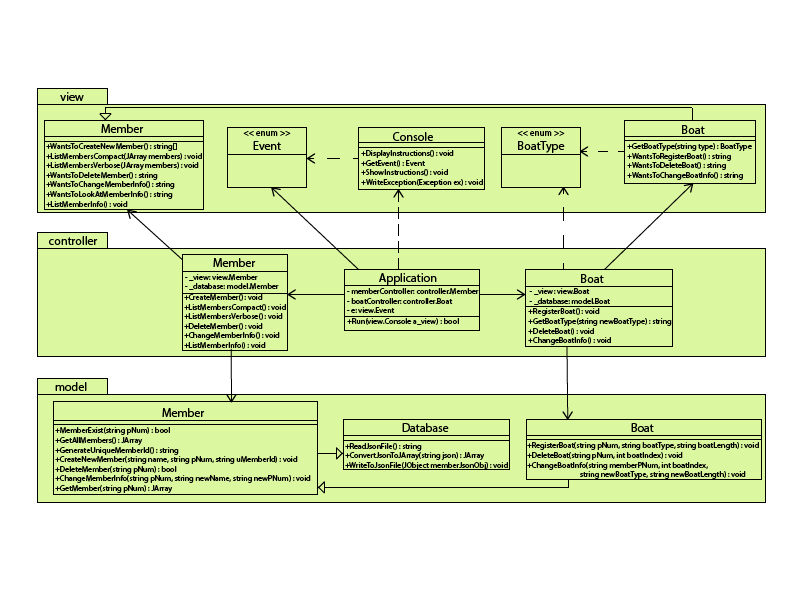 view
Member
+WantsToCreateNewMember() : string[]
+ListMembersCompact(JArray members) : void
+ListMembersVerbose(JArray members) : void
+WantsToDeleteMember() : string
+WantsToChangeMemberInfo() : string
+WantsToLookAtMemberInfo() : string
+ListMemberInfo() : void
<< enum >>
Event
Console
+DisplayInstructions() : void
+GetEvent() : Event
+ShowInstructions() : void
+WriteException(Exception ex) : void
<< enum >>
BoatType
Boat
+GetBoatType(string type) : BoatType
+WantsToRegisterBoat() : string
+WantsToDeleteBoat() : string
+WantsToChangeBoatInfo() : string
controller
Member
- _view: view.Member
- _database: model.Member
+CreateMember() : void
+ListMembersCompact() : void
+ListMembersVerbose() : void
+DeleteMember() : void
+ChangeMemberInfo() : void
+ListMemberInfo() : void
Application
- memberController: controller.Member
- boatController: controller.Boat
- e: view.Event
+Run(view.Console a_view) : bool
Boat
- _view: view.Boat
- _database: model.Boat
+RegisterBoat() : void
+GetBoatType(string newBoatType) : string
+DeleteBoat() : void
+ChangeBoatInfo() : void
model
Member
+MemberExist(string pNum) : bool
+GetAllMembers() : JArray
+GenerateUniqueMemberId() : string
+CreateNewMember(string name, string pNum, string uMemberId) : void
+DeleteMember(string pNum) : bool
+ChangeMemberInfo(string pNum, string newName, string newPNum) : void
+GetMember(string pNum) : JArray
Database
+ReadJsonFile() : string
+ConvertJsonToJArray(string json) : JArray
+WriteToJsonFile(JObject memberJsonObj) : void
Boat
+RegisterBoat(string pNum, string boatType, string boatLength) : void
+DeleteBoat(string pNum, int boatIndex) : void
+ChangeBoatInfo(string memberPNum, int boatIndex,
string newBoatType, string newBoatLength) : void